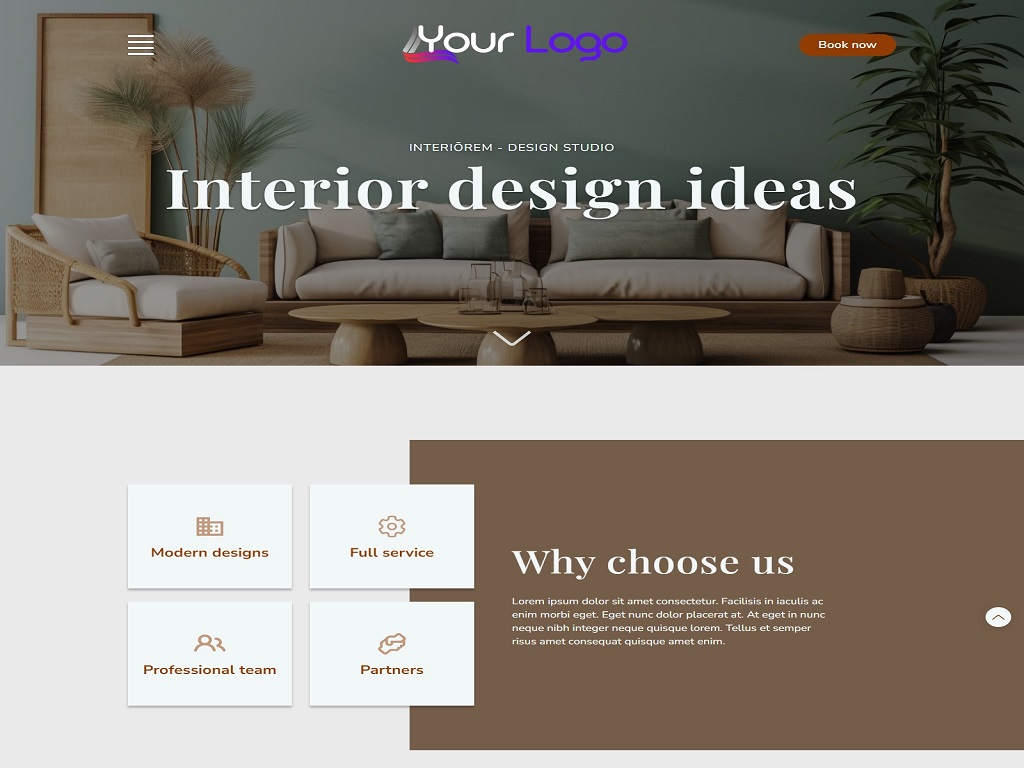 Your Logo
Book now
INTERIŌREM - DESIGN STUDIO
Interior design ideas
Modern designs
Full service
Professional team
Partners
Why choose us
Lorem ipsum dolor sit amet consectetur. Facilisis in iaculis ac
enim morbi eget. Eget nunc dolor placerat at. At eget in nunc
neque nibh integer neque quisque lorem. Tellus et semper
risus amet consequat quisque amet enim.